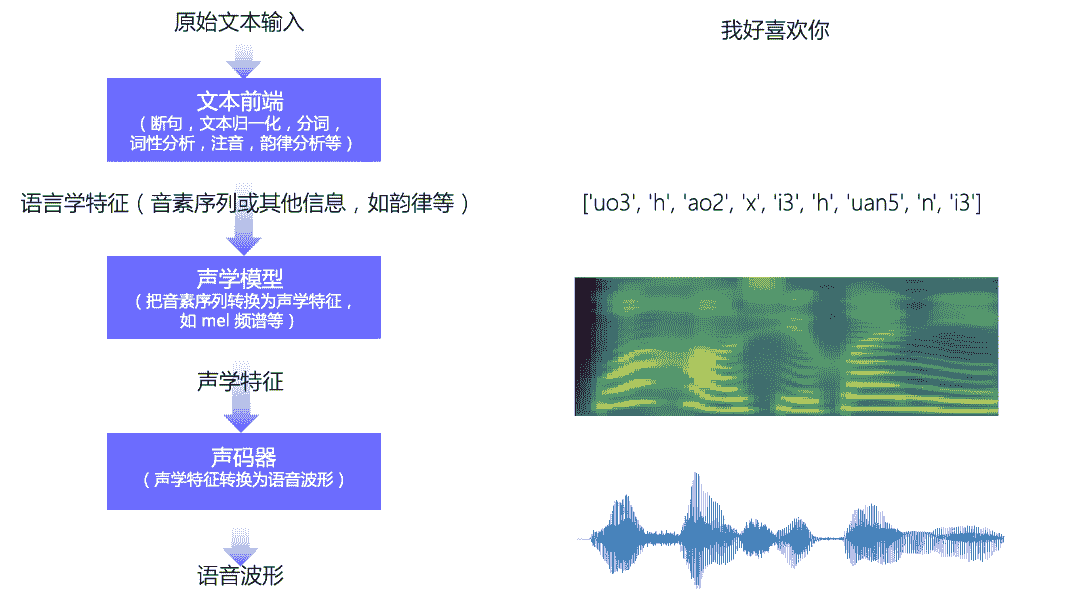 原始文本输入
我好喜欢你
文本前端
（断句，文本归一化，分词，
词性分析，注音，韵律分析等）
语言学特征（音素序列或其他信息，如韵律等）
['uo3', 'h', 'ao2', 'x', 'i3', 'h', 'uan5', 'n', 'i3']
声学模型
（把音素序列转换为声学特征，
如 mel 频谱等）
声学特征
声码器
（声学特征转换为语音波形）
语音波形